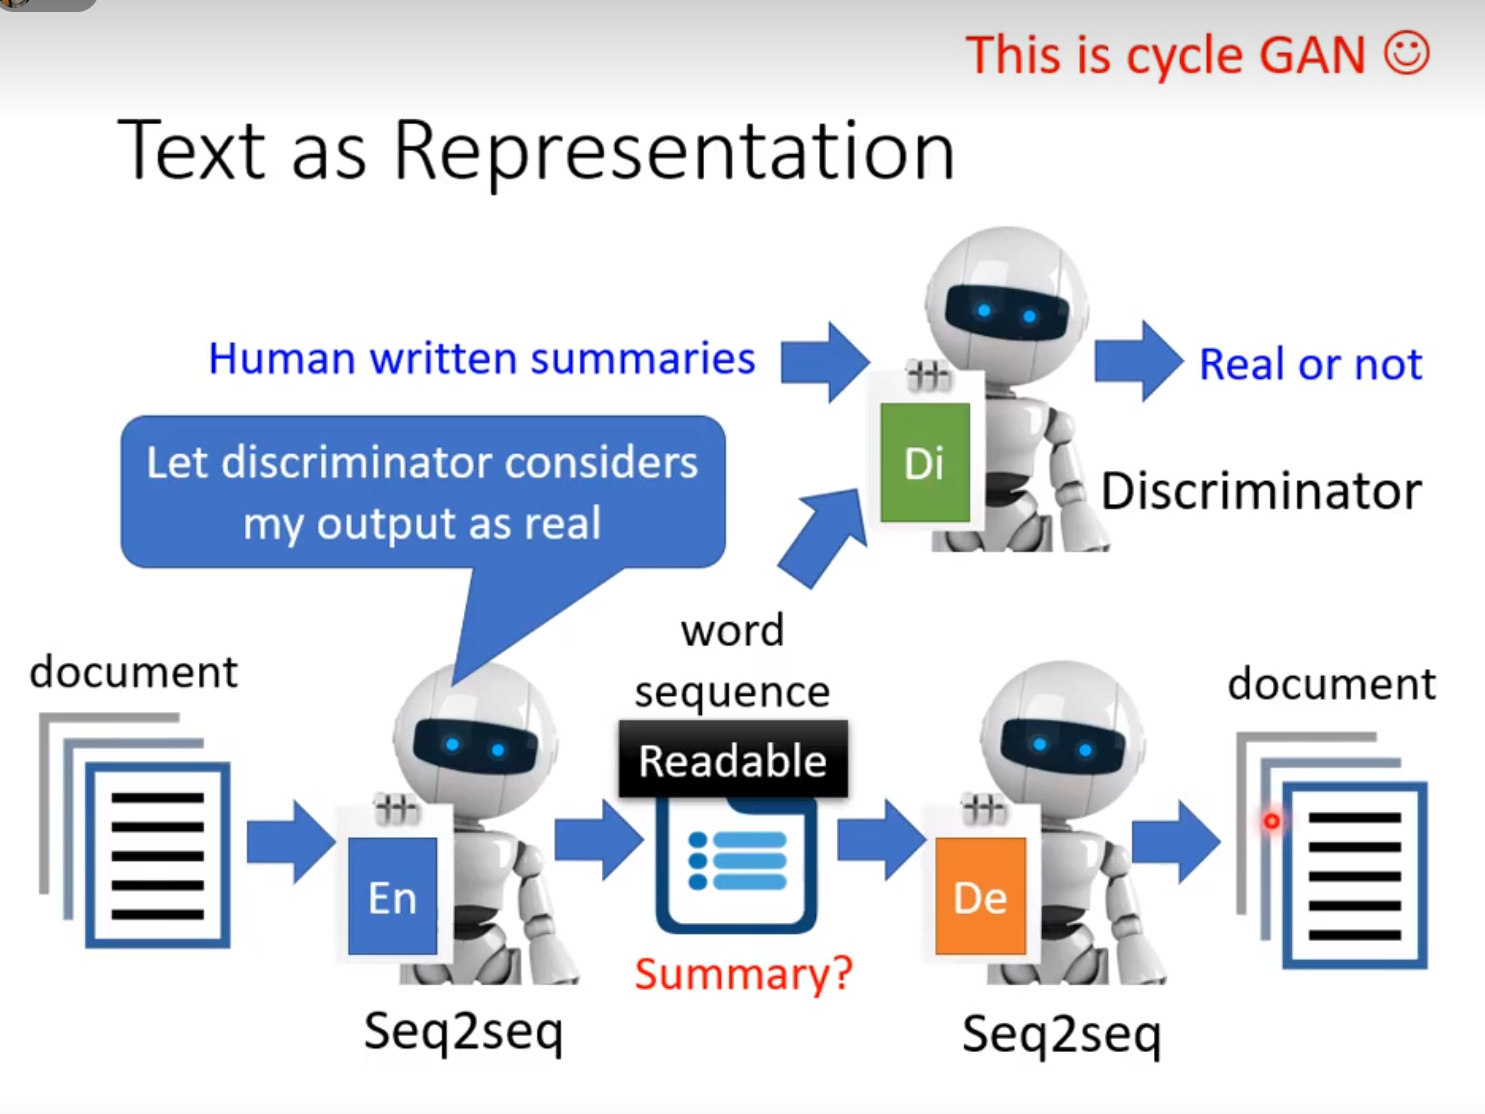 This is cycle GAN ☺
Text as Representation
Human written summaries
Real or not
Di
Discriminator
Let discriminator considers
my output as real
word
sequence
document
document
Readable
En
De
Summary?
Seq2seq
Seq2seq